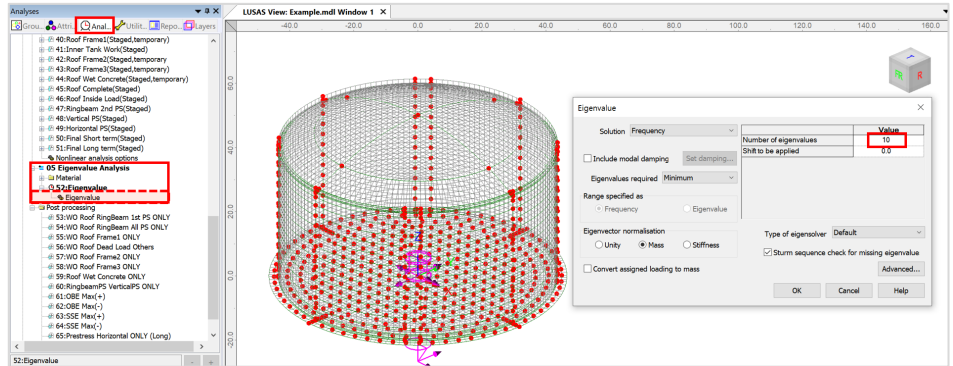 Analyses
LUSAS View: Example.mdl Window 1 ×
Grou... Attri... Anal... Utilit... Repo... Layers
-40.0 -20.0 0.0 20.0 40.0 60.0 80.0 100.0 120.0 140.0 160.0
60.0
40.0
20.0
0.0
-20.0
40:Roof Frame1(Staged,temporary)
41:Inner Tank Work(Staged)
42:Roof Frame2(Staged,temporary
43:Roof Frame3(Staged,temporary)
44:Roof Wet Concrete(Staged,temporary)
45:Roof Complete(Staged)
46:Roof Inside Load(Staged)
47:Ringbeam 2nd PS(Staged)
48:Vertical PS(Staged)
49:Horizontal PS(Staged)
50:Final Short term(Staged)
51:Final Long term(Staged)
Nonlinear analysis options
05 Eigenvalue Analysis
Material
52:Eigenvalue
Eigenvalue
Post processing
53:WO Roof RingBeam 1st PS ONLY
54:WO Roof RingBeam All PS ONLY
55:WO Roof Frame1 ONLY
56:WO Roof Dead Load Others
57:WO Roof Frame2 ONLY
58:WO Roof Frame3 ONLY
59:Roof Wet Concrete ONLY
60:RingbeamPS VerticalPS ONLY
61:OBE Max(+)
62:OBE Max(-)
63:SSE Max(+)
64:SSE Max(-)
65:Prestress Horizontal ONLY (Long)
52:Eigenvalue
Z
Eigenvalue
Solution Frequency
Value
Number of eigenvalues 10
Shift to be applied 0.0
Include modal damping Set damping...
Eigenvalues required Minimum
Range specified as
Frequency Eigenvalue
Eigenvector normalisation
Unity Mass Stiffness
Type of eigensolver Default
Sturm sequence check for missing eigenvalue
Convert assigned loading to mass
Advanced...
OK Cancel Help